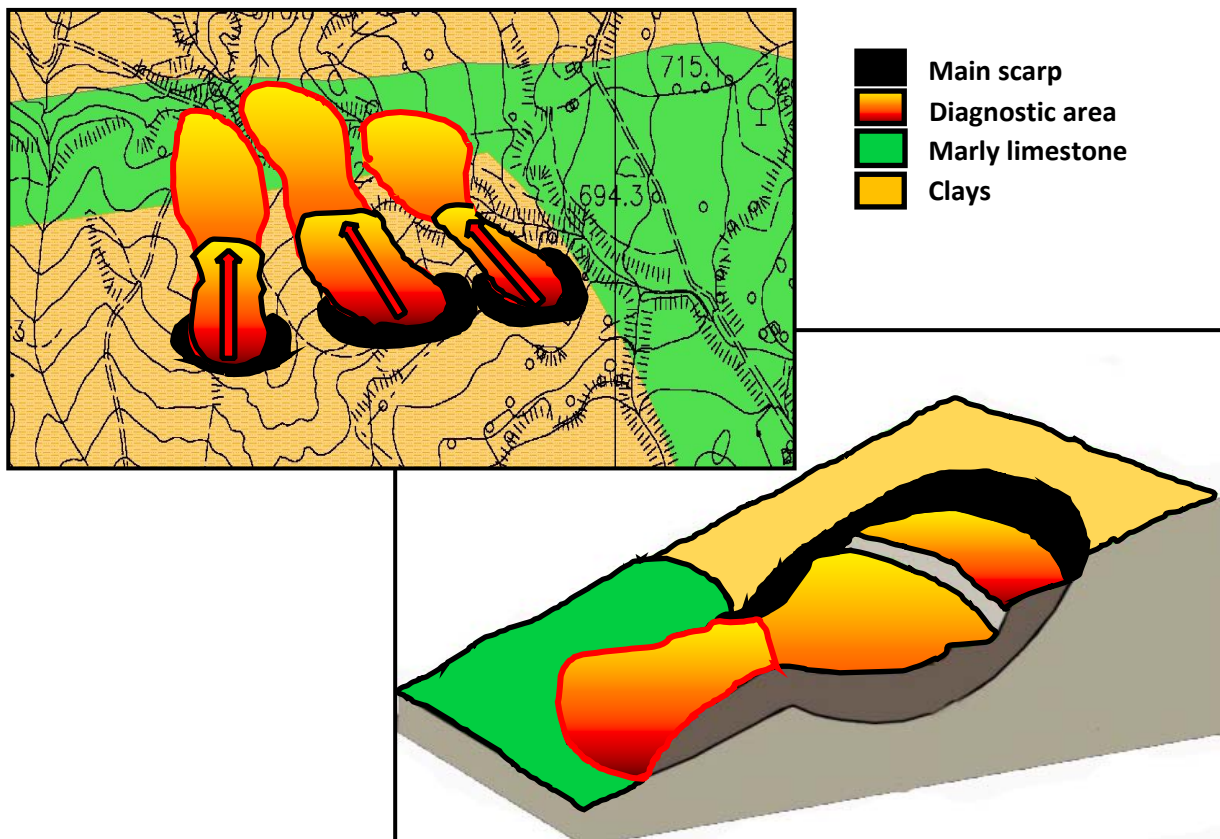 715.1
694.3
Main scarp
Diagnostic area
Marly limestone
Clays